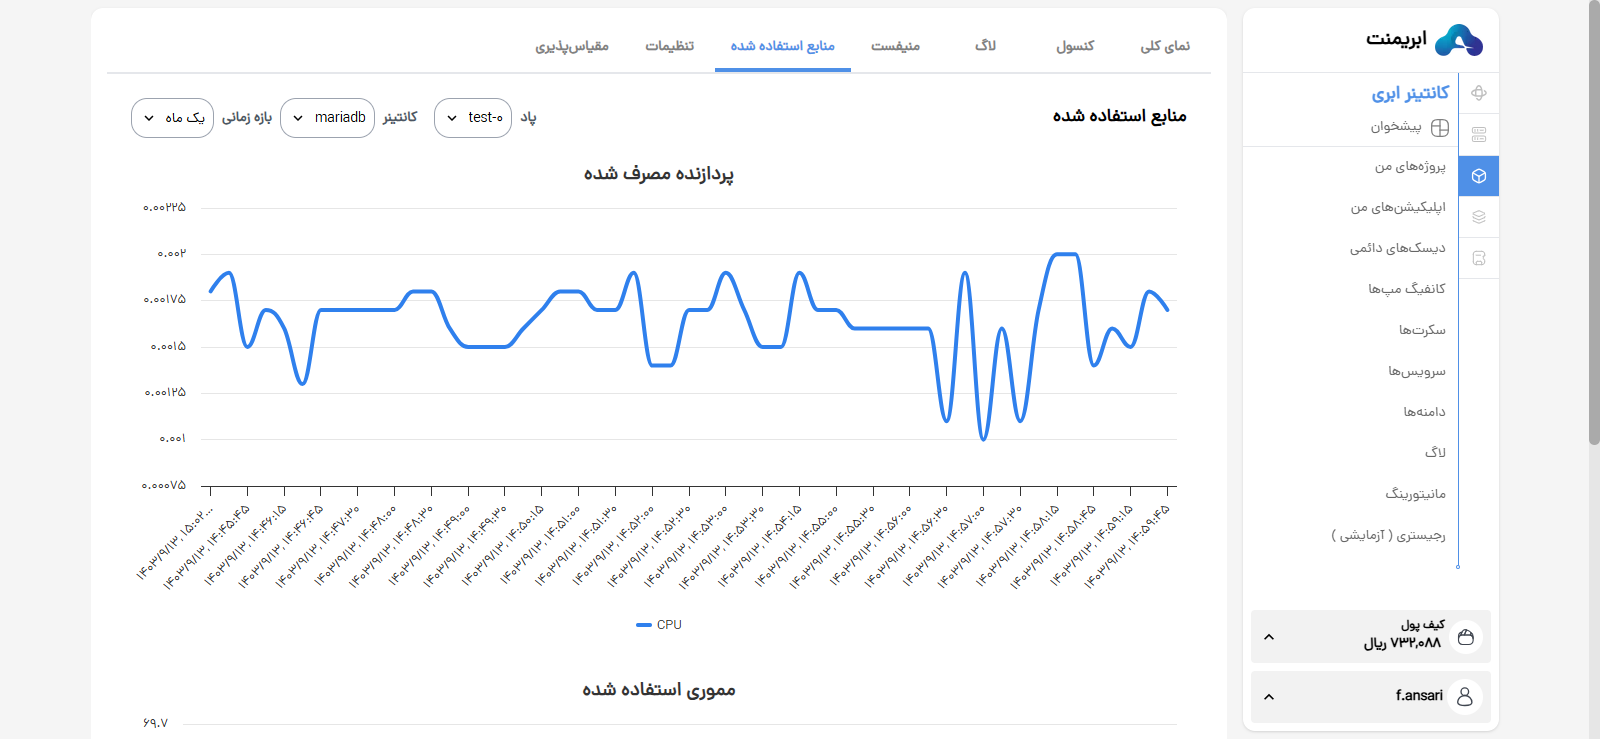 ابریمنت
کانتینر ابری
پیشخوان
پروژه‌های من
اپلیکیشن‌های من
دیسک‌های دائمی
کانفیگ مپ‌ها
سکرت‌ها
سرویس‌ها
دامنه‌ها
لاگ
مانیتورینگ
رجیستری ( آزمایشی )
کیف پول
۷۳۲,۰۸۸ ریال
f.ansari
نمای کلی کنسول لاگ منیفست منابع استفاده شده تنظیمات مقیاس‌پذیری
منابع استفاده شده
پاد test-۰ کانتینر mariadb بازه زمانی یک ماه
پردازنده مصرف شده
۰.۰۰۲۲۵
۰.۰۰۲
۰.۰۰۱۷۵
۰.۰۰۱۵
۰.۰۰۱۲۵
۰.۰۰۱
۰.۰۰۰۷۵
۱۴۰۳/۹/۱۳, ۱۵:۰۲...
۱۴۰۳/۹/۱۳, ۱۴:۴۵:۴۵
۱۴۰۳/۹/۱۳, ۱۴:۴۶:۱۵
۱۴۰۳/۹/۱۳, ۱۴:۴۶:۴۵
۱۴۰۳/۹/۱۳, ۱۴:۴۷:۳۰
۱۴۰۳/۹/۱۳, ۱۴:۴۸:۰۰
۱۴۰۳/۹/۱۳, ۱۴:۴۸:۳۰
۱۴۰۳/۹/۱۳, ۱۴:۴۹:۰۰
۱۴۰۳/۹/۱۳, ۱۴:۴۹:۳۰
۱۴۰۳/۹/۱۳, ۱۴:۵۰:۱۵
۱۴۰۳/۹/۱۳, ۱۴:۵۱:۰۰
۱۴۰۳/۹/۱۳, ۱۴:۵۱:۳۰
۱۴۰۳/۹/۱۳, ۱۴:۵۲:۰۰
۱۴۰۳/۹/۱۳, ۱۴:۵۲:۳۰
۱۴۰۳/۹/۱۳, ۱۴:۵۳:۰۰
۱۴۰۳/۹/۱۳, ۱۴:۵۳:۳۰
۱۴۰۳/۹/۱۳, ۱۴:۵۴:۱۵
۱۴۰۳/۹/۱۳, ۱۴:۵۵:۰۰
۱۴۰۳/۹/۱۳, ۱۴:۵۵:۳۰
۱۴۰۳/۹/۱۳, ۱۴:۵۶:۰۰
۱۴۰۳/۹/۱۳, ۱۴:۵۶:۳۰
۱۴۰۳/۹/۱۳, ۱۴:۵۷:۰۰
۱۴۰۳/۹/۱۳, ۱۴:۵۷:۳۰
۱۴۰۳/۹/۱۳, ۱۴:۵۸:۱۵
۱۴۰۳/۹/۱۳, ۱۴:۵۸:۴۵
۱۴۰۳/۹/۱۳, ۱۴:۵۹:۱۵
۱۴۰۳/۹/۱۳, ۱۴:۵۹:۴۵
CPU
مموری استفاده شده
۶۹.۷